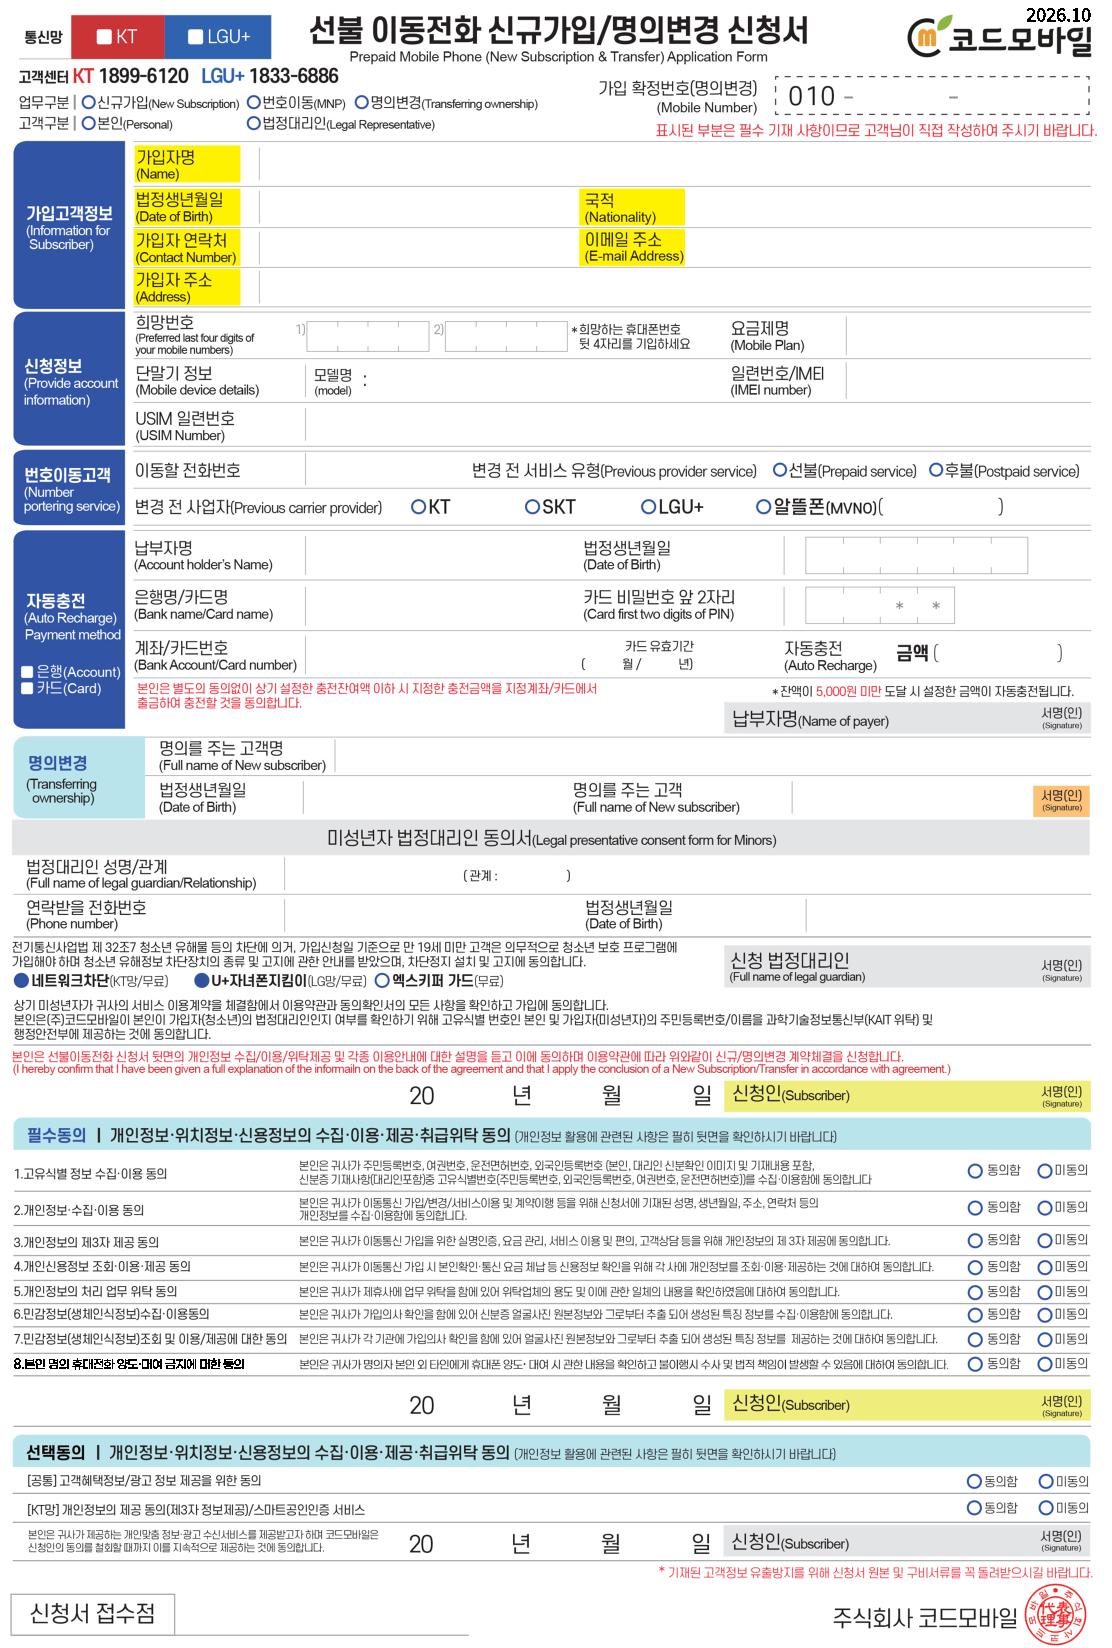 2026.10
통신망 KT LGU+
선불 이동전화 신규가입/명의변경 신청서
Prepaid Mobile Phone (New Subscription & Transfer) Application Form
코드모바일
고객센터 KT 1899-6120 LGU+ 1833-6886
업무구분 | 신규가입(New Subscription) 번호이동(MNP) 명의변경(Transferring ownership)
고객구분 | 본인(Personal) 법정대리인(Legal Representative)
가입 확정번호(명의변경)
(Mobile Number)
010 - -
표시된 부분은 필수 기재 사항이므로 고객님이 직접 작성하여 주시기 바랍니다.
가입고객정보
(Information for
Subscriber)
가입자명
(Name)
법정생년월일
(Date of Birth)
국적
(Nationality)
가입자 연락처
(Contact Number)
이메일 주소
(E-mail Address)
가입자 주소
(Address)
신청정보
(Provide account
information)
희망번호
(Preferred last four digits of
your mobile numbers)
1) 2)
*희망하는 휴대폰번호
뒷 4자리를 기입하세요
요금제명
(Mobile Plan)
단말기 정보
(Mobile device details)
모델명 :
(model)
일련번호/IMEI
(IMEI number)
USIM 일련번호
(USIM Number)
번호이동고객
(Number
portering service)
이동할 전화번호
변경 전 서비스 유형(Previous provider service) 선불(Prepaid service) 후불(Postpaid service)
변경 전 사업자(Previous carrier provider) KT SKT LGU+ 알뜰폰(MVNO)( )
자동충전
(Auto Recharge)
Payment method
은행(Account)
카드(Card)
납부자명
(Account holder's Name)
법정생년월일
(Date of Birth)
은행명/카드명
(Bank name/Card name)
카드 비밀번호 앞 2자리
(Card first two digits of PIN)
* *
계좌/카드번호
(Bank Account/Card number)
카드 유효기간
( 월 / 년)
자동충전
(Auto Recharge)
금액 ( )
본인은 별도의 동의없이 상기 설정한 충전잔여액 이하 시 지정한 충전금액을 지정계좌/카드에서
출금하여 충전할 것을 동의합니다.
*잔액이 5,000원 미만 도달 시 설정한 금액이 자동충전됩니다.
납부자명(Name of payer) 서명(인)
(Signature)
명의변경
(Transferring
ownership)
명의를 주는 고객명
(Full name of New subscriber)
법정생년월일
(Date of Birth)
명의를 주는 고객
(Full name of New subscriber)
서명(인)
(Signature)
미성년자 법정대리인 동의서(Legal presentative consent form for Minors)
법정대리인 성명/관계
(Full name of legal guardian/Relationship)
(관계 : )
연락받을 전화번호
(Phone number)
법정생년월일
(Date of Birth)
전기통신사업법 제 32조7 청소년 유해물 등의 차단에 의거, 가입신청일 기준으로 만 19세 미만 고객은 의무적으로 청소년 보호 프로그램에
가입해야 하며 청소년 유해정보 차단장치의 종류 및 고지에 관한 안내를 받았으며, 차단정지 설치 및 고지에 동의합니다.
네트워크차단(KT망/무료) U+자녀폰지킴이(LG망/무료) 엑스키퍼 가드(무료)
신청 법정대리인
(Full name of legal guardian)
서명(인)
(Signature)
상기 미성년자가 귀사의 서비스 이용계약을 체결함에서 이용약관과 동의확인서의 모든 사항을 확인하고 가입에 동의합니다.
본인은(주)코드모바일이 본인이 가입자(청소년)의 법정대리인인지 여부를 확인하기 위해 고유식별 번호인 본인 및 가입자(미성년자)의 주민등록번호/이름을 과학기술정보통신부(KAIT 위탁) 및
행정안전부에 제공하는 것에 동의합니다.
본인은 선불이동전화 신청서 뒷면의 개인정보 수집/이용/위탁제공 및 각종 이용안내에 대한 설명을 듣고 이에 동의하며 이용약관에 따라 위와같이 신규/명의변경 계약체결을 신청합니다.
(I hereby confirm that I have been given a full explanation of the informailn on the back of the agreement and that I apply the conclusion of a New Subscription/Transfer in accordance with agreement.)
20 년 월 일 신청인(Subscriber) 서명(인)
(Signature)
필수동의 | 개인정보·위치정보·신용정보의 수집·이용·제공·취급위탁 동의 (개인정보 활용에 관련된 사항은 필히 뒷면을 확인하시기 바랍니다)
1.고유식별 정보 수집·이용 동의
본인은 귀사가 주민등록번호, 여권번호, 운전면허번호, 외국인등록번호 (본인, 대리인 신분확인 이미지 및 기재내용 포함,
신분증 기재사항(대리인포함)중 고유식별번호(주민등록번호, 외국인등록번호, 여권번호, 운전면허번호))를 수집·이용함에 동의합니다
동의함 미동의
2.개인정보·수집·이용 동의
본인은 귀사가 이동통신 가입/변경/서비스이용 및 계약이행 등을 위해 신청서에 기재된 성명, 생년월일, 주소, 연락처 등의
개인정보를 수집·이용함에 동의합니다.
동의함 미동의
3.개인정보의 제3자 제공 동의 본인은 귀사가 이동통신 가입을 위한 실명인증, 요금 관리, 서비스 이용 및 편의, 고객상담 등을 위해 개인정보의 제 3자 제공에 동의합니다. 동의함 미동의
4.개인신용정보 조회·이용·제공 동의 본인은 귀사가 이동통신 가입 시 본인확인·통신 요금 체납 등 신용정보 확인을 위해 각 사에 개인정보를 조회·이용·제공하는 것에 대하여 동의합니다. 동의함 미동의
5.개인정보의 처리 업무 위탁 동의 본인은 귀사가 제휴사에 업무 위탁을 함에 있어 위탁업체의 용도 및 이에 관한 일체의 내용을 확인하였음에 대하여 동의합니다. 동의함 미동의
6.민감정보(생체인식정보)수집·이용동의 본인은 귀사가 가입의사 확인을 함에 있어 신분증 얼굴사진 원본정보와 그로부터 추출 되어 생성된 특징 정보를 수집·이용함에 동의합니다. 동의함 미동의
7.민감정보(생체인식정보)조회 및 이용/제공에 대한 동의 본인은 귀사가 각 기관에 가입의사 확인을 함에 있어 얼굴사진 원본정보와 그로부터 추출 되어 생성된 특징 정보를 제공하는 것에 대하여 동의합니다. 동의함 미동의
8.본인 명의 휴대전화 양도·대여 금지에 대한 동의 본인은 귀사가 명의자 본인 외 타인에게 휴대폰 양도·대여 시 관한 내용을 확인하고 불이행시 수사 및 법적 책임이 발생할 수 있음에 대하여 동의합니다. 동의함 미동의
20 년 월 일 신청인(Subscriber) 서명(인)
(Signature)
선택동의 | 개인정보·위치정보·신용정보의 수집·이용·제공·취급위탁 동의 (개인정보 활용에 관련된 사항은 필히 뒷면을 확인하시기 바랍니다)
[공통] 고객혜택정보/광고 정보 제공을 위한 동의 동의함 미동의
[KT망] 개인정보의 제공 동의(제3자 정보제공)/스마트공인인증 서비스 동의함 미동의
본인은 귀사가 제공하는 개인맞춤 정보·광고 수신서비스를 제공받고자 하며 코드모바일은
신청인의 동의를 철회할 때까지 이를 지속적으로 제공하는 것에 동의합니다.
20 년 월 일 신청인(Subscriber) 서명(인)
(Signature)
* 기재된 고객정보 유출방지를 위해 신청서 원본 및 구비서류를 꼭 돌려받으시길 바랍니다.
신청서 접수점
주식회사 코드모바일
代表
理事